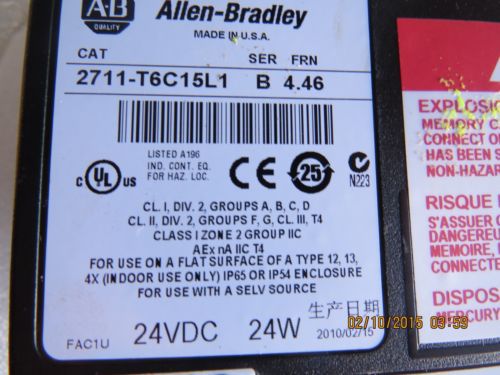 A-B
QUALITY
Allen-Bradley
MADE IN U.S.A.
CAT SER FRN
2711-T6C15L1 B 4.46
LISTED A196
IND. CONT. EQ.
FOR HAZ. LOC.
c UL us CE 25 N223
CL. I, DIV. 2, GROUPS A, B, C, D
CL. II, DIV. 2, GROUPS F, G, CL. III, T4
CLASS I ZONE 2 GROUP IIC
AEx nA IIC T4
FOR USE ON A FLAT SURFACE OF A TYPE 12, 13,
4X (INDOOR USE ONLY) IP65 OR IP54 ENCLOSURE
FOR USE WITH A SELV SOURCE
生产日期
FAC1U 24VDC 24W 2010/02/15
EXPLOSIO
MEMORY C
CONNECT O
HAS BEEN S
NON-HAZAR
RISQUE
S'ASSUER
DANGEREU
MEMOIRE,
CONNECTE
DISPOS
MERCURY
02/10/2015 03:59